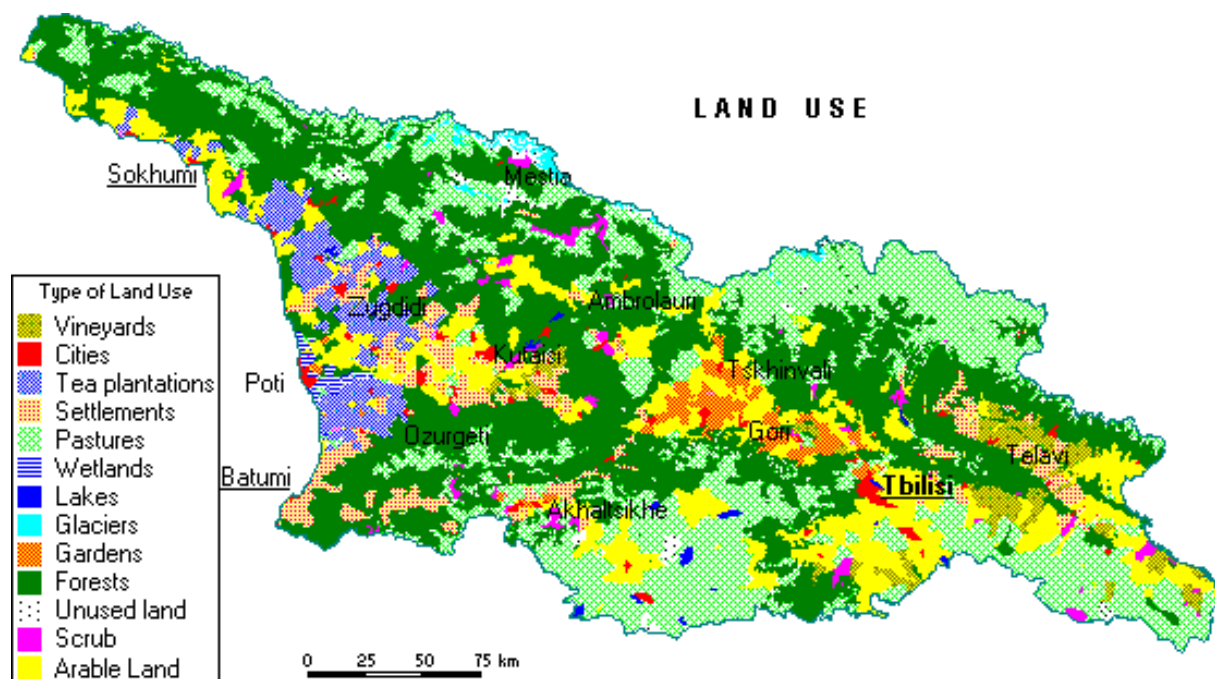 LAND USE
Sokhumi
Mestia
Type of Land Use
Vineyards
Cities
Tea plantations
Settlements
Pastures
Wetlands
Lakes
Glaciers
Gardens
Forests
Unused land
Scrub
Arable Land
Zugdidi
Ambrolauri
Kutaisi
Tskhinvali
Poti
Ozurgeti
Gori
Telavi
Batumi
Tbilisi
Akhaltsikhe
0 25 50 75 km